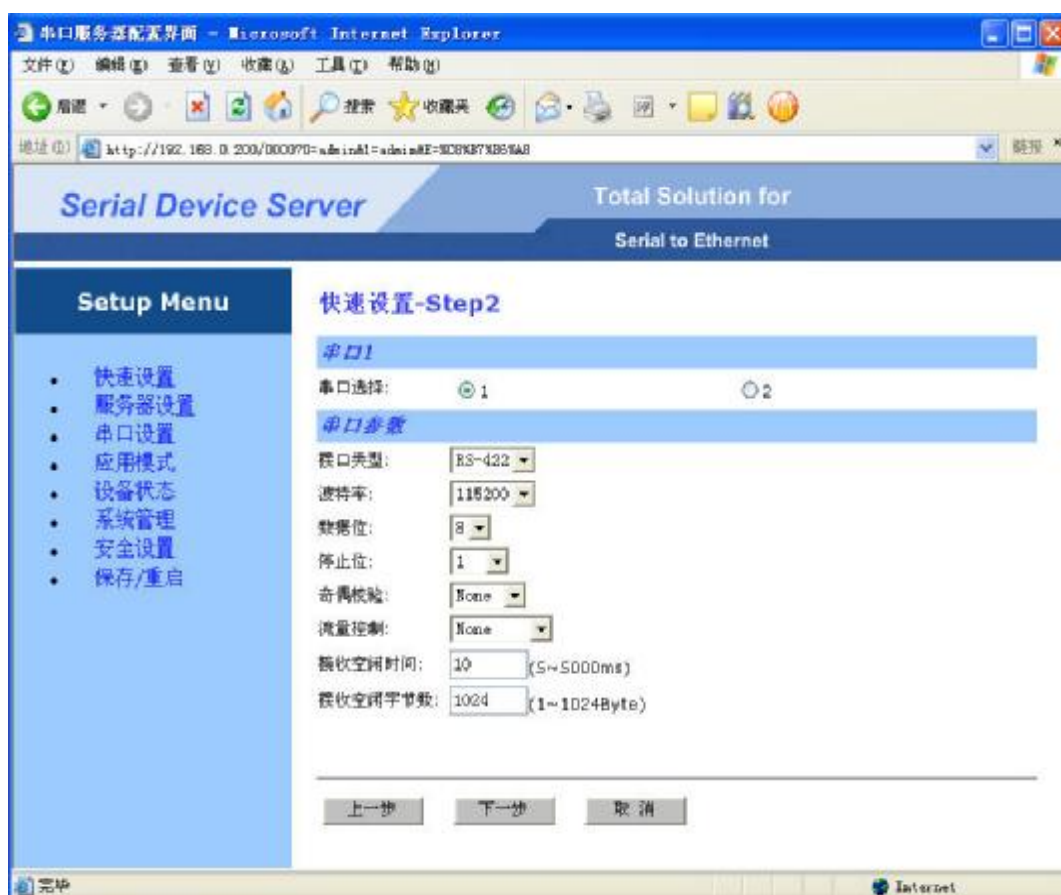 串口服务器配置界面 - Microsoft Internet Explorer
文件(F) 编辑(E) 查看(V) 收藏(A) 工具(T) 帮助(H)
后退 搜索 收藏夹
地址(D) http://192.168.0.200/ 链接
Serial Device Server
Total Solution for
Serial to Ethernet
Setup Menu
快速设置
服务器设置
串口设置
应用模式
设备状态
系统管理
安全设置
保存/重启
快速设置-Step2
串口1
串口选择: 1 2
串口参数
接口类型: RS-422
波特率: 115200
数据位: 8
停止位: 1
奇偶校验: None
流量控制: None
接收空闲时间: 10 (5~5000ms)
接收空闲字节数: 1024 (1~1024Byte)
上一步 下一步 取 消
完毕 Internet